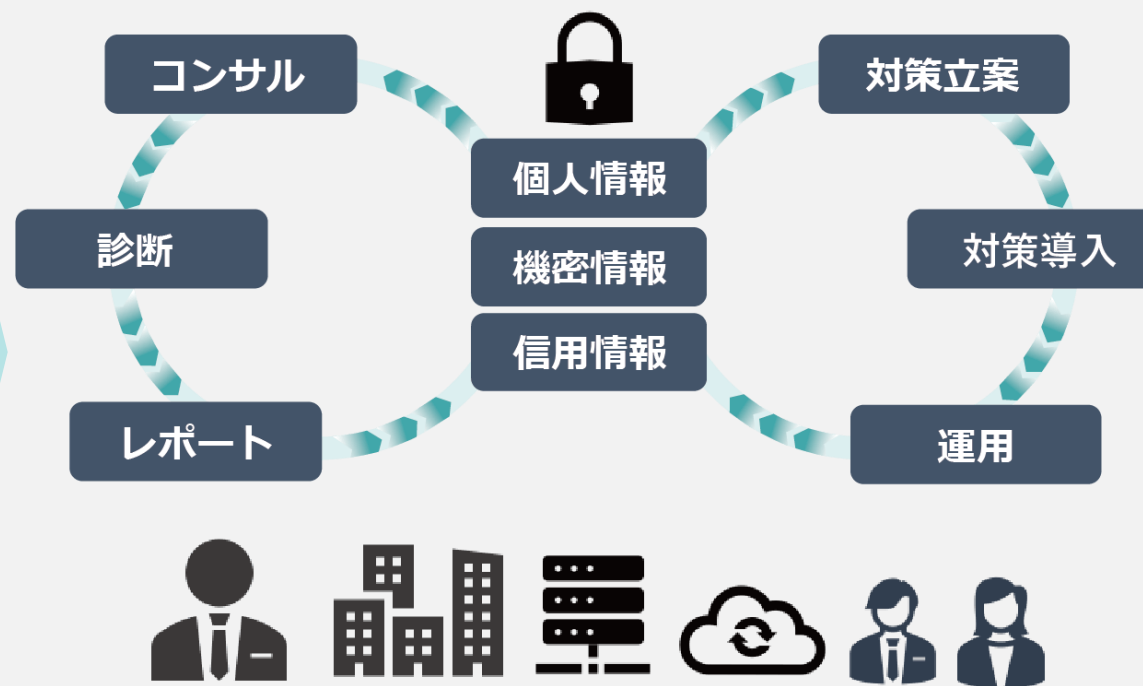 コンサル
対策立案
個人情報
診断
機密情報
対策導入
信用情報
レポート
運用